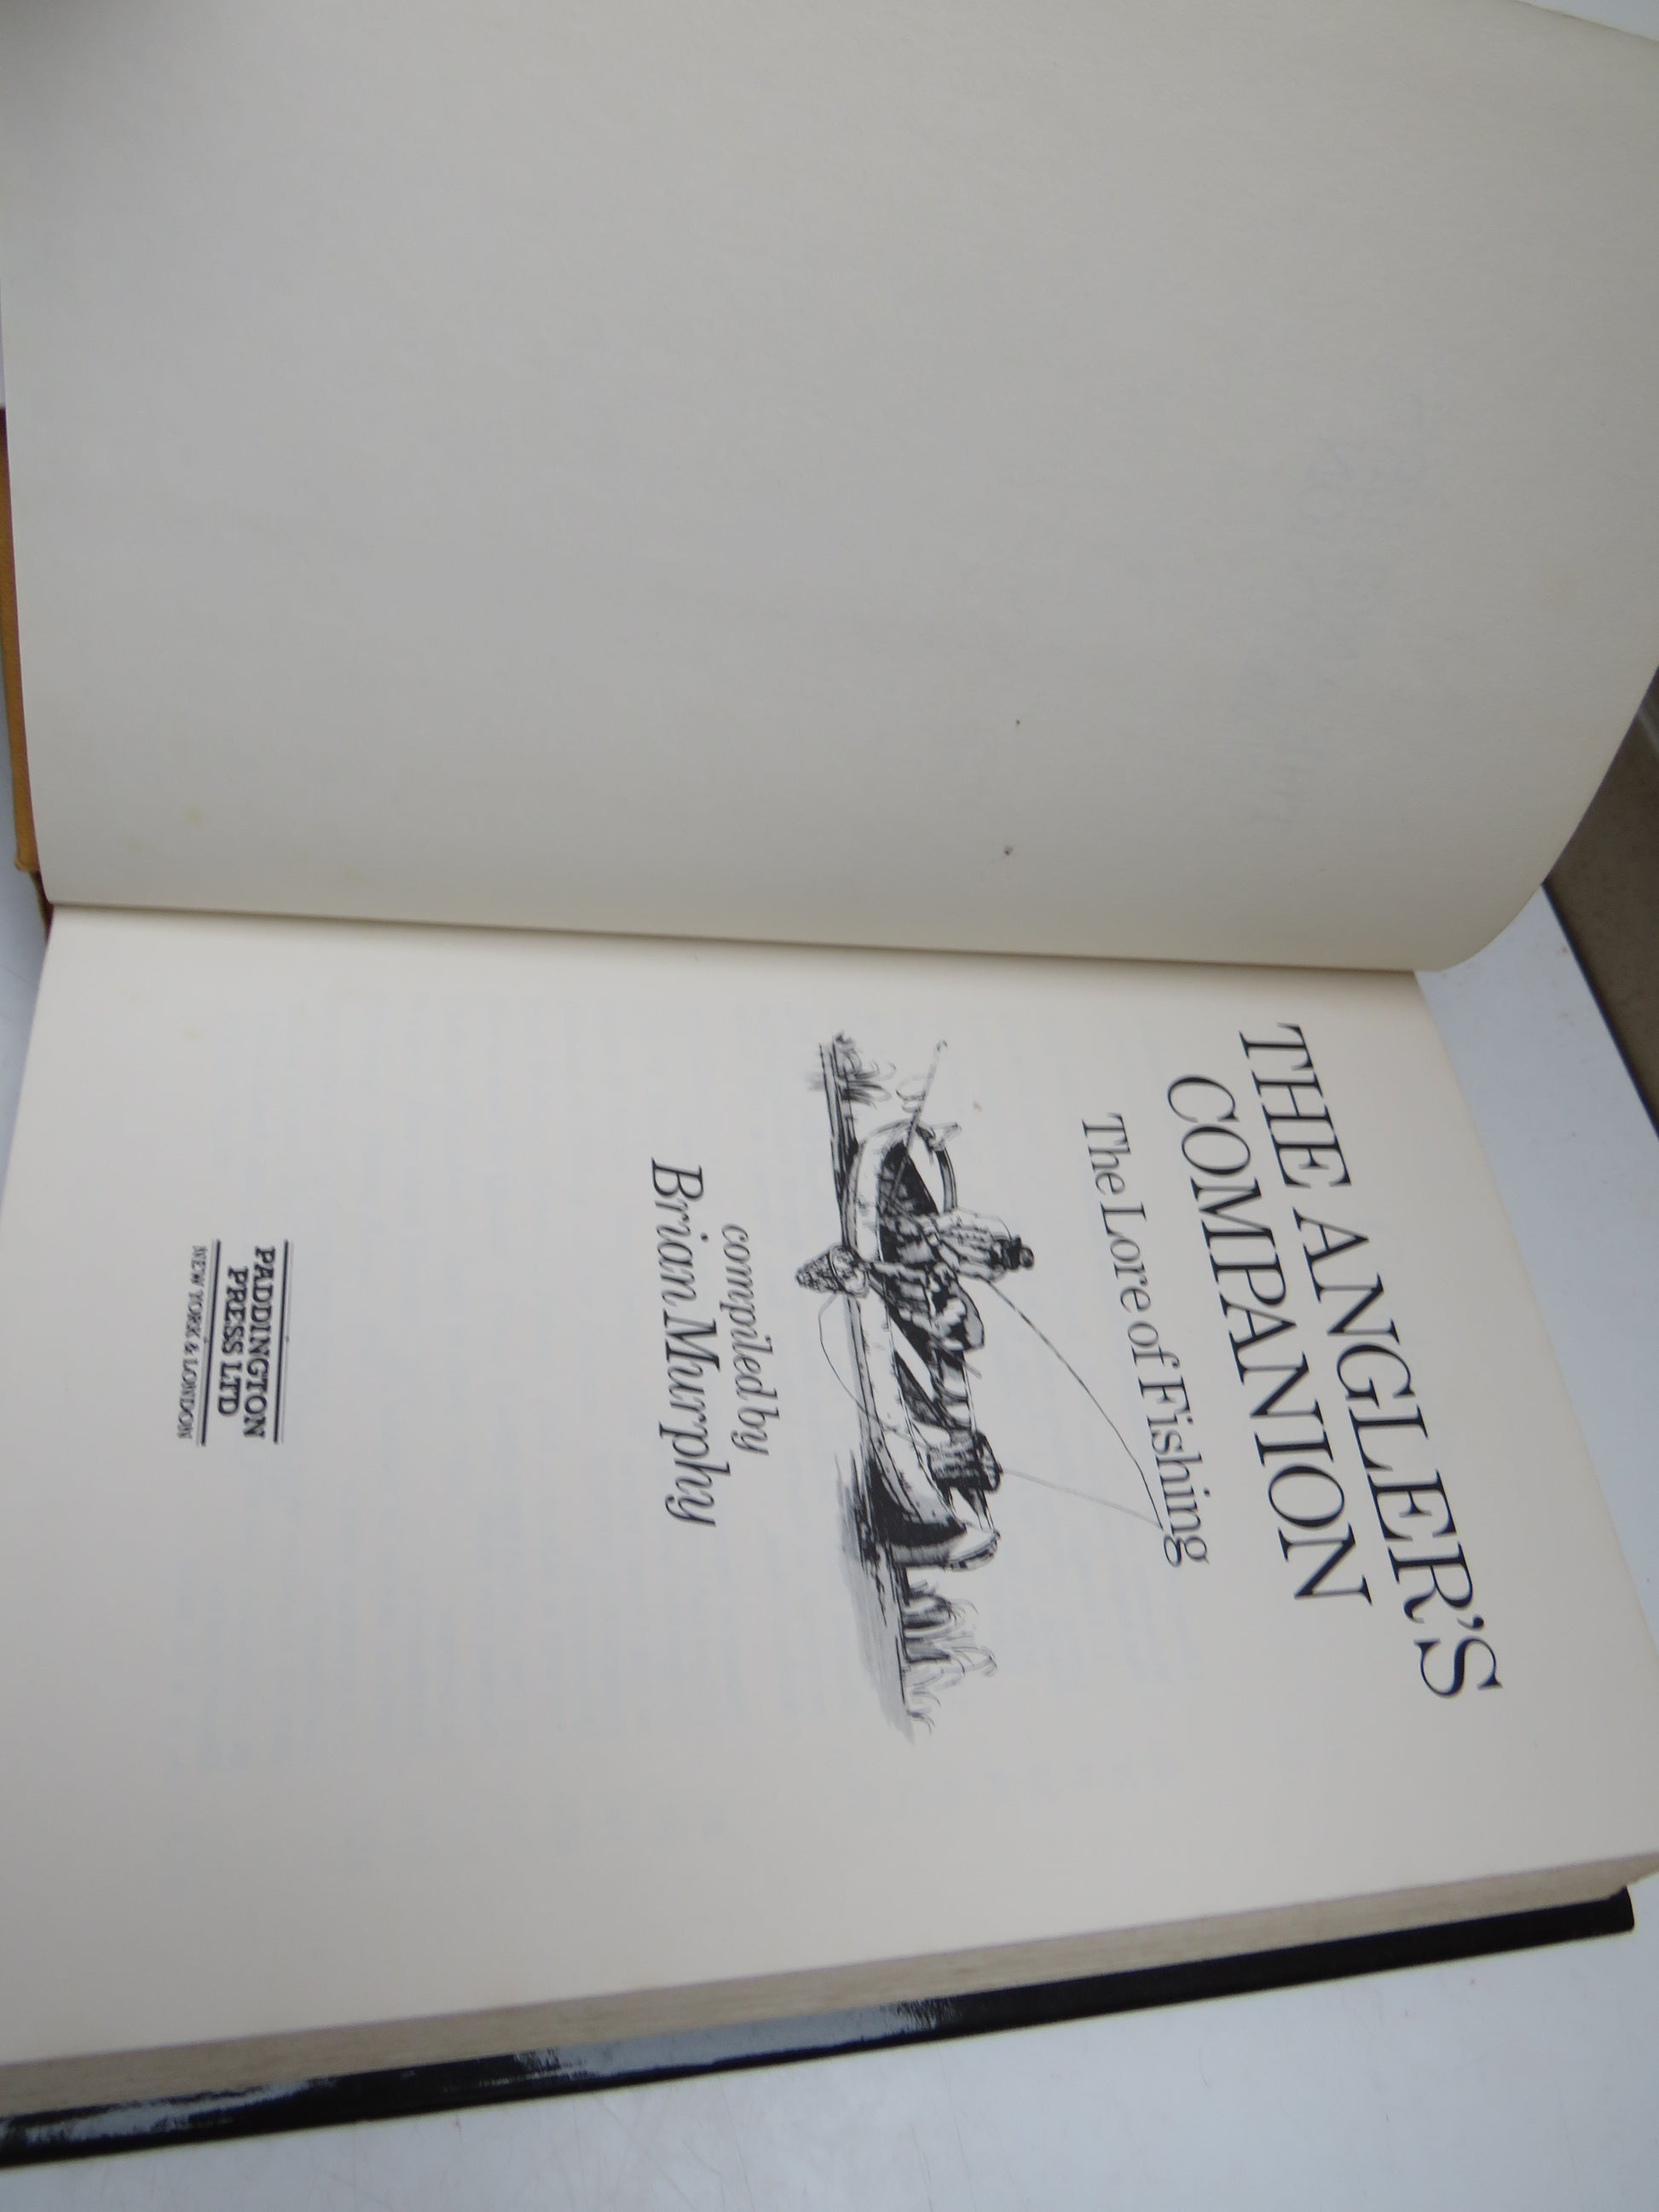 THE ANGLER'S
COMPANION
The Lore of Fishing
compiled by
Brian Murphy
PADDINGTON
PRESS LTD
NEW YORK & LONDON